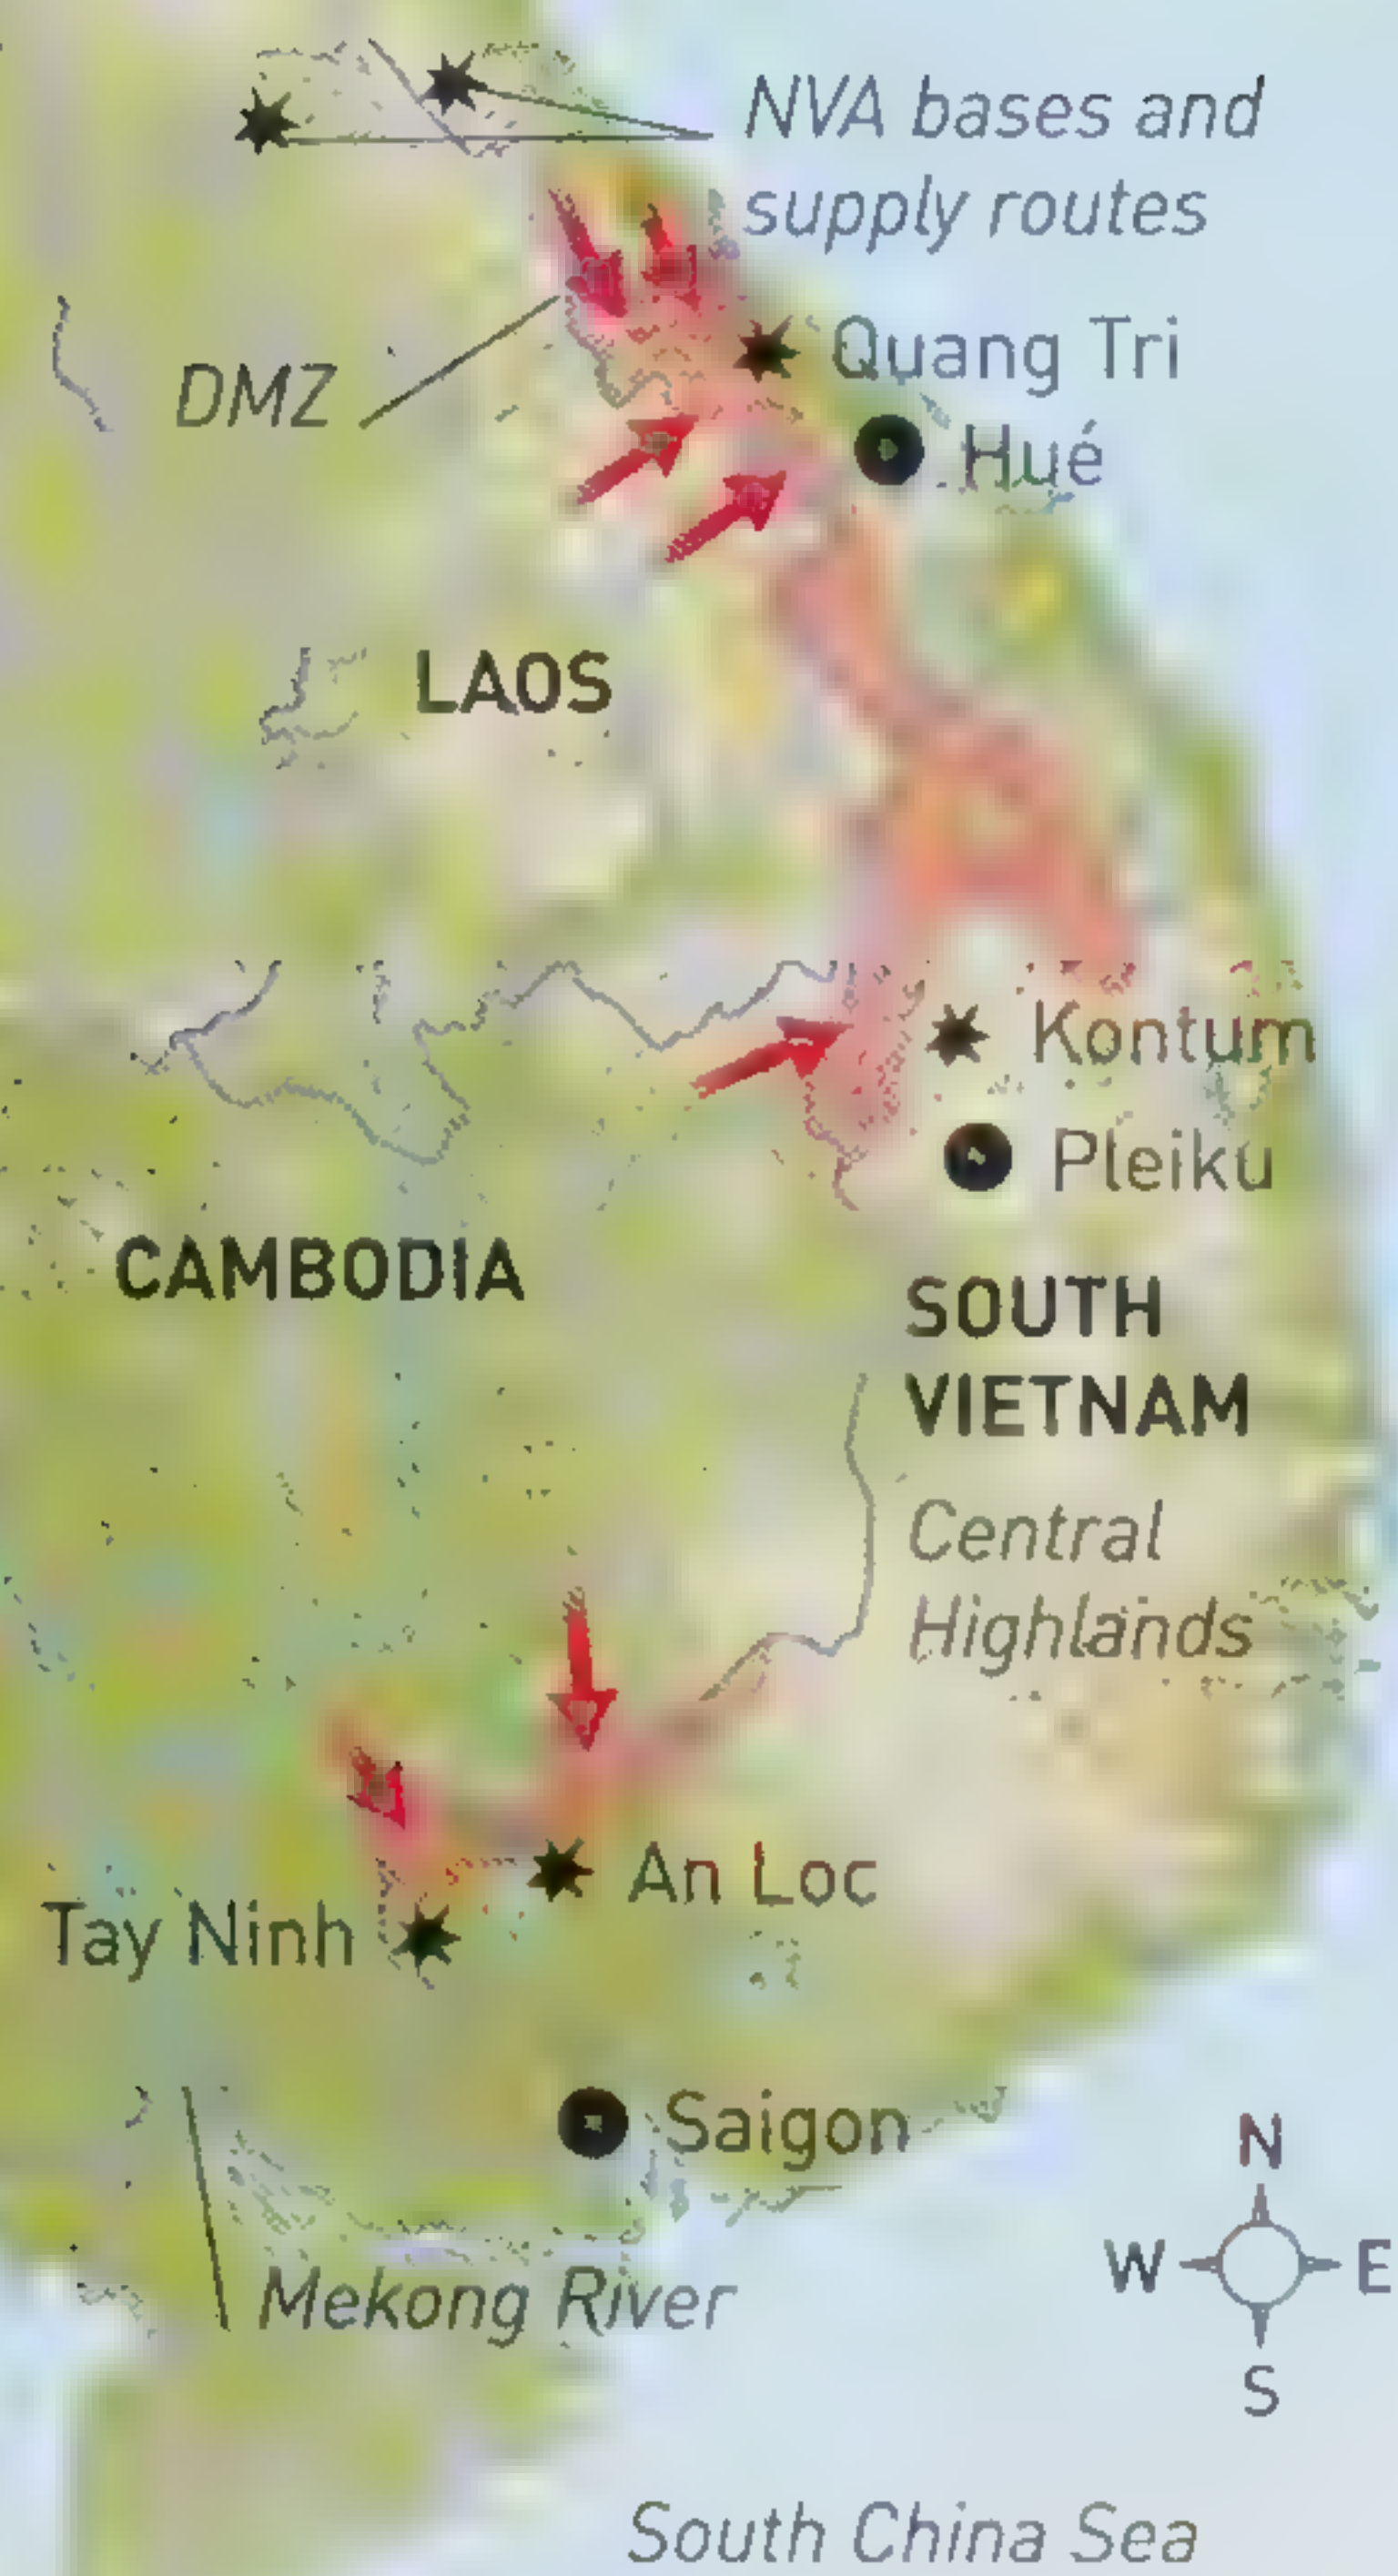 NVA bases and
supply routes
Quang Tri
DMZ
Hué
LAOS
Kontum
Pleiku
CAMBODIA
SOUTH
VIETNAM
Central
Highlands
An Loc
Tay Ninh
Saigon
N
W E
Mekong River
S
South China Sea